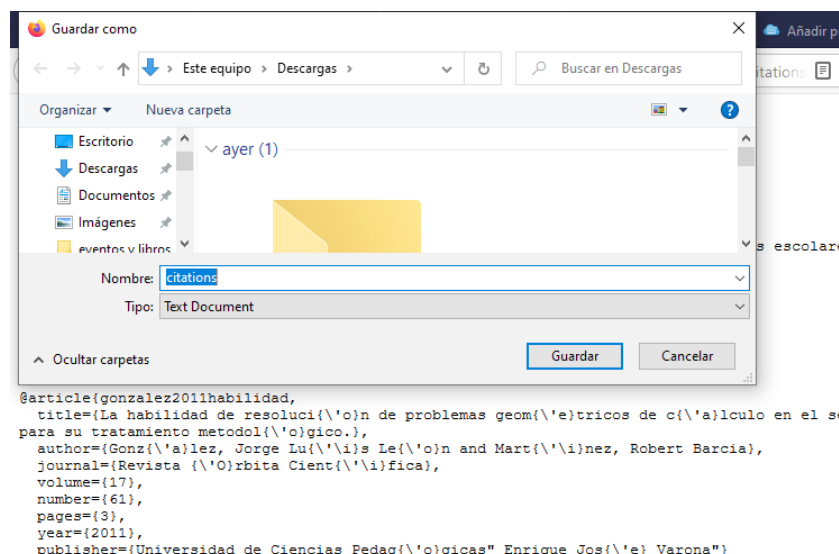 Guardar como
Añadir p
Este equipo > Descargas >
Buscar en Descargas
itations
Organizar
Nueva carpeta
?
Escritorio
ayer (1)
Descargas
Documentos
Imágenes
eventos y libros
s escolar
Nombre: citations
Tipo: Text Document
Ocultar carpetas
Guardar
Cancelar
@article{gonzalez2011habilidad,
title={La habilidad de resoluci{\'o}n de problemas geom{\'e}tricos de c{\'a}lculo en el s
para su tratamiento metodol{\'o}gico.},
author={Gonz{\'a}lez, Jorge Lu{\'\i}s Le{\'o}n and Mart{\'\i}nez, Robert Barcia},
journal={Revista {\'O}rbita Cient{\'\i}fica},
volume={17},
number={61},
pages={3},
year={2011},
publisher={Universidad de Ciencias Pedag{\'o}gicas" Enrique Jos{\'e} Varona"}